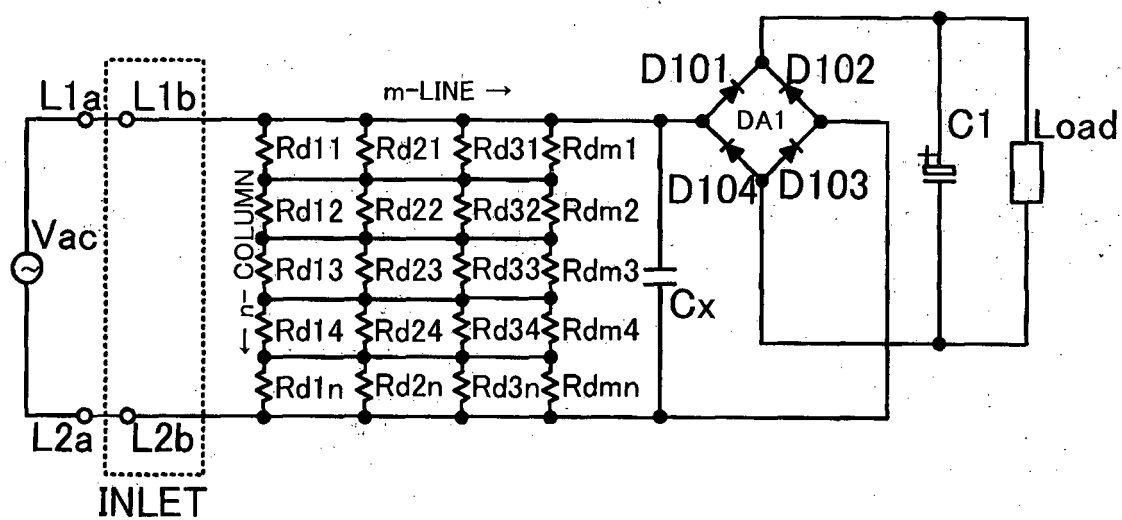 D101
D102
L1a
L1b
m-LINE →
DA1
C1
Load
+
Rd11
Rd21
Rd31
Rdm1
D104
D103
Rd12
Rd22
Rd32
Rdm2
Vac
← n-COLUMN
Rd13
Rd23
Rd33
Rdm3
Cx
Rd14
Rd24
Rd34
Rdm4
Rd1n
Rd2n
Rd3n
Rdmn
L2a
L2b
INLET